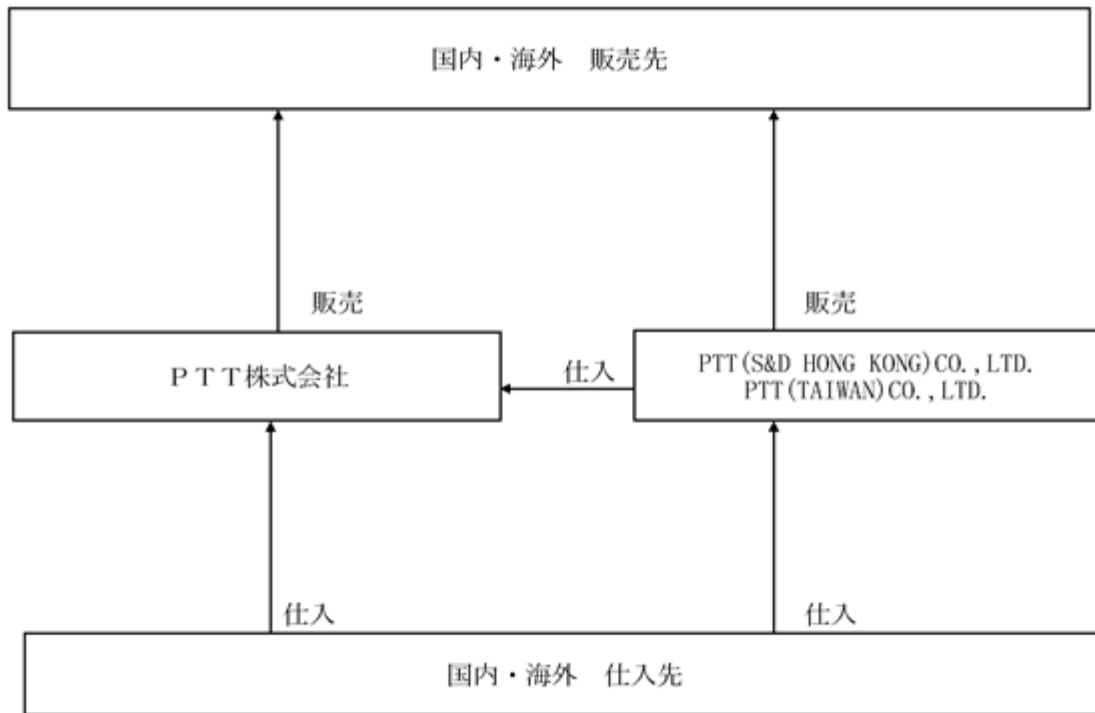 国内・海外　販売先
販売
販売
ＰＴＴ株式会社
仕入
PTT(S&D HONG KONG)CO.,LTD.
PTT(TAIWAN)CO.,LTD.
仕入
仕入
国内・海外　仕入先